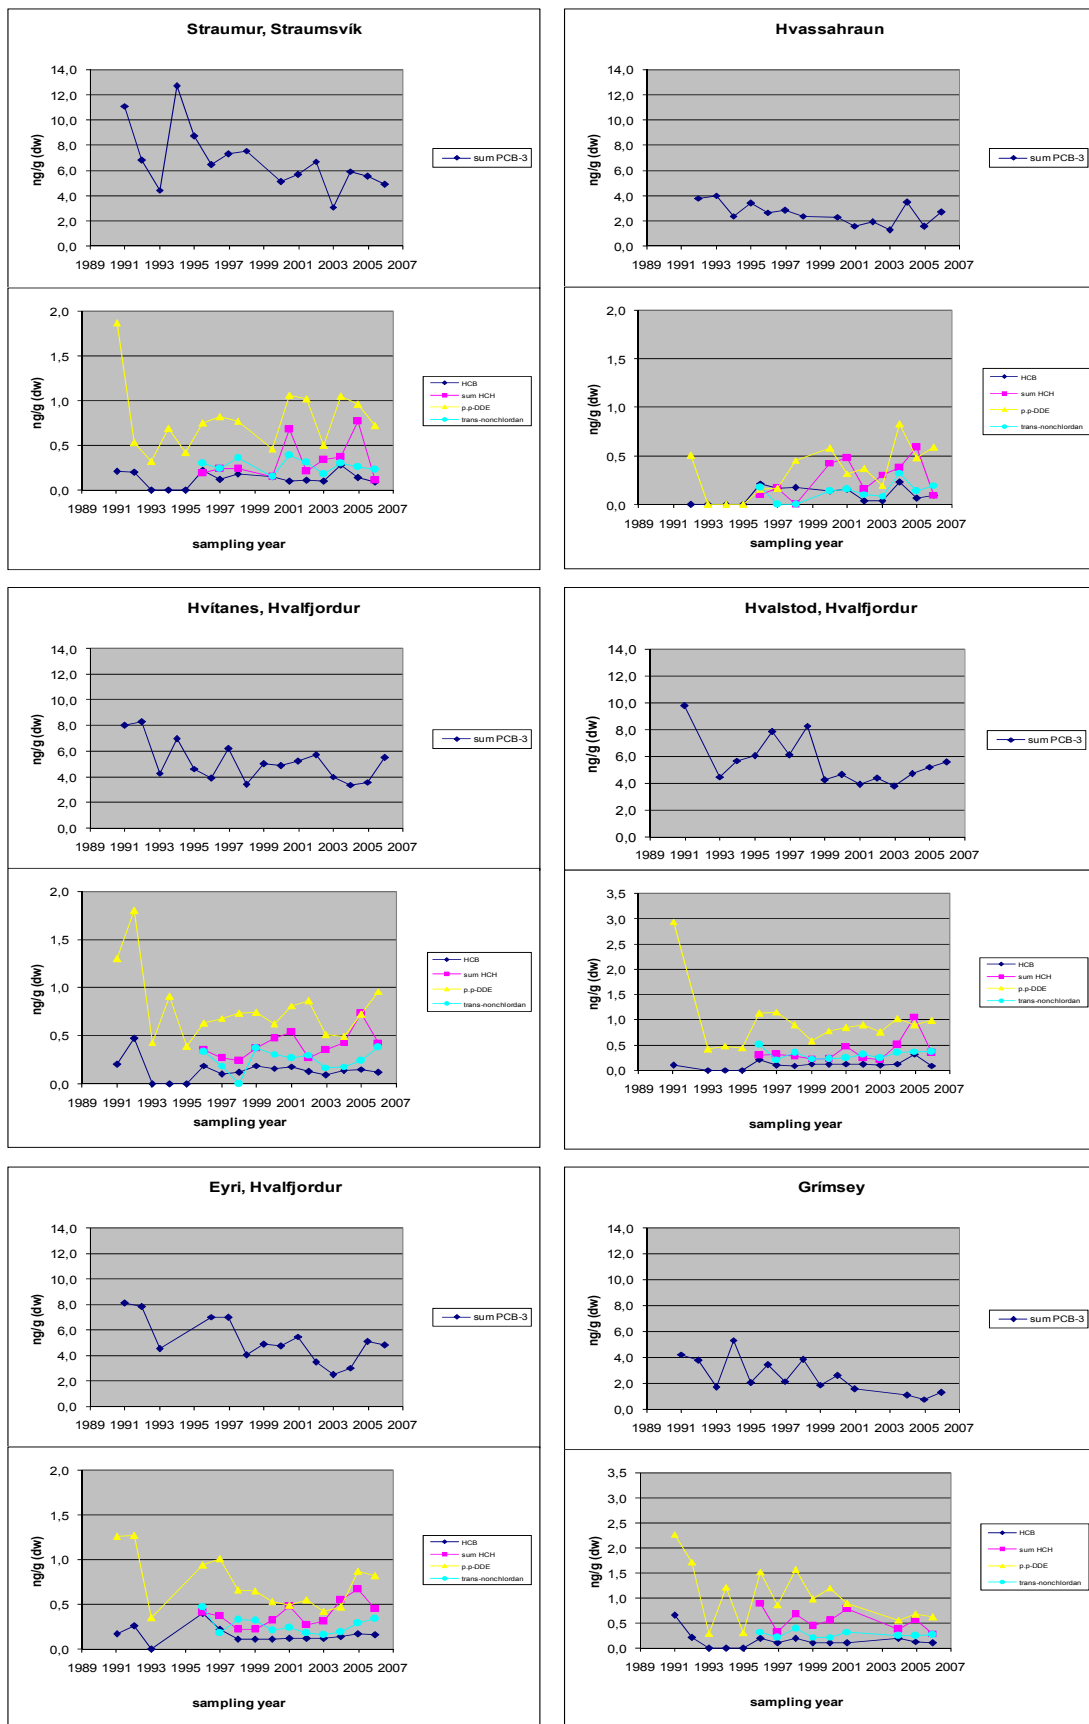 Straumur, Straumsvík
14,0
12,0
10,0
8,0
6,0
4,0
2,0
0,0
ng/g (dw)
1989 1991 1993 1995 1997 1999 2001 2003 2005 2007
sum PCB-3
2,0
1,5
1,0
0,5
0,0
ng/g (dw)
1989 1991 1993 1995 1997 1999 2001 2003 2005 2007
sampling year
HCB
sum HCH
p.p-DDE
trans-nonchlordan
Hvassahraun
14,0
12,0
10,0
8,0
6,0
4,0
2,0
0,0
ng/g (dw)
1989 1991 1993 1995 1997 1999 2001 2003 2005 2007
sum PCB-3
2,0
1,5
1,0
0,5
0,0
ng/g (dw)
1989 1991 1993 1995 1997 1999 2001 2003 2005 2007
sampling year
HCB
sum HCH
p.p-DDE
trans-nonchlordan
Hvítanes, Hvalfjordur
14,0
12,0
10,0
8,0
6,0
4,0
2,0
0,0
ng/g (dw)
1989 1991 1993 1995 1997 1999 2001 2003 2005 2007
sum PCB-3
2,0
1,5
1,0
0,5
0,0
ng/g (dw)
1989 1991 1993 1995 1997 1999 2001 2003 2005 2007
sampling year
HCB
sum HCH
p.p-DDE
trans-nonchlordan
Hvalstod, Hvalfjordur
14,0
12,0
10,0
8,0
6,0
4,0
2,0
0,0
ng/g (dw)
1989 1991 1993 1995 1997 1999 2001 2003 2005 2007
sum PCB-3
3,5
3,0
2,5
2,0
1,5
1,0
0,5
0,0
ng/g (dw)
1989 1991 1993 1995 1997 1999 2001 2003 2005 2007
sampling year
HCB
sum HCH
p.p-DDE
trans-nonchlordan
Eyri, Hvalfjordur
14,0
12,0
10,0
8,0
6,0
4,0
2,0
0,0
ng/g (dw)
1989 1991 1993 1995 1997 1999 2001 2003 2005 2007
sum PCB-3
2,0
1,5
1,0
0,5
0,0
ng/g (dw)
1989 1991 1993 1995 1997 1999 2001 2003 2005 2007
sampling year
HCB
sum HCH
p.p-DDE
trans-nonchlordan
Grímsey
14,0
12,0
10,0
8,0
6,0
4,0
2,0
0,0
ng/g (dw)
1989 1991 1993 1995 1997 1999 2001 2003 2005 2007
sum PCB-3
3,5
3,0
2,5
2,0
1,5
1,0
0,5
0,0
ng/g (dw)
1989 1991 1993 1995 1997 1999 2001 2003 2005 2007
sampling year
HCB
sum HCH
p.p-DDE
trans-nonchlordan